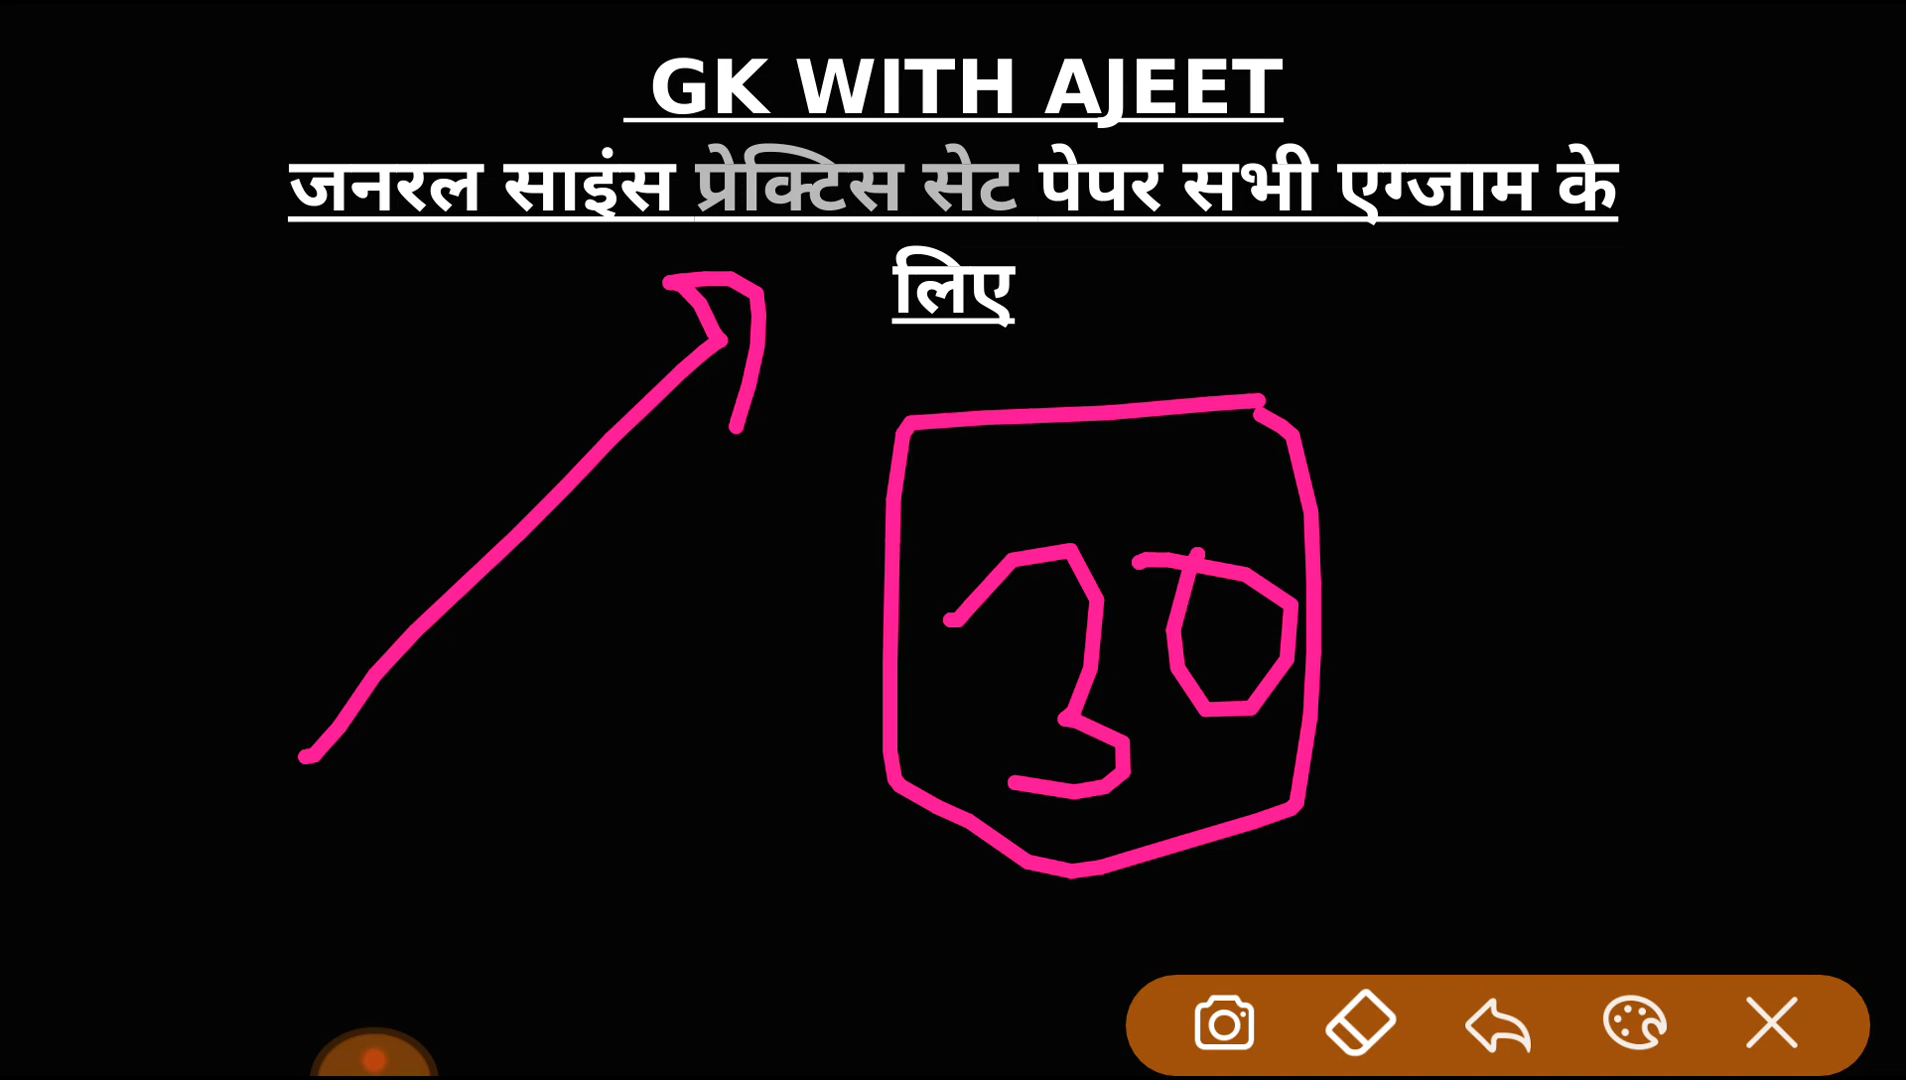 GK WITH AJEET
जनरल साइंस प्रेक्टिस सेट पेपर सभी एग्जाम के
लिए
30